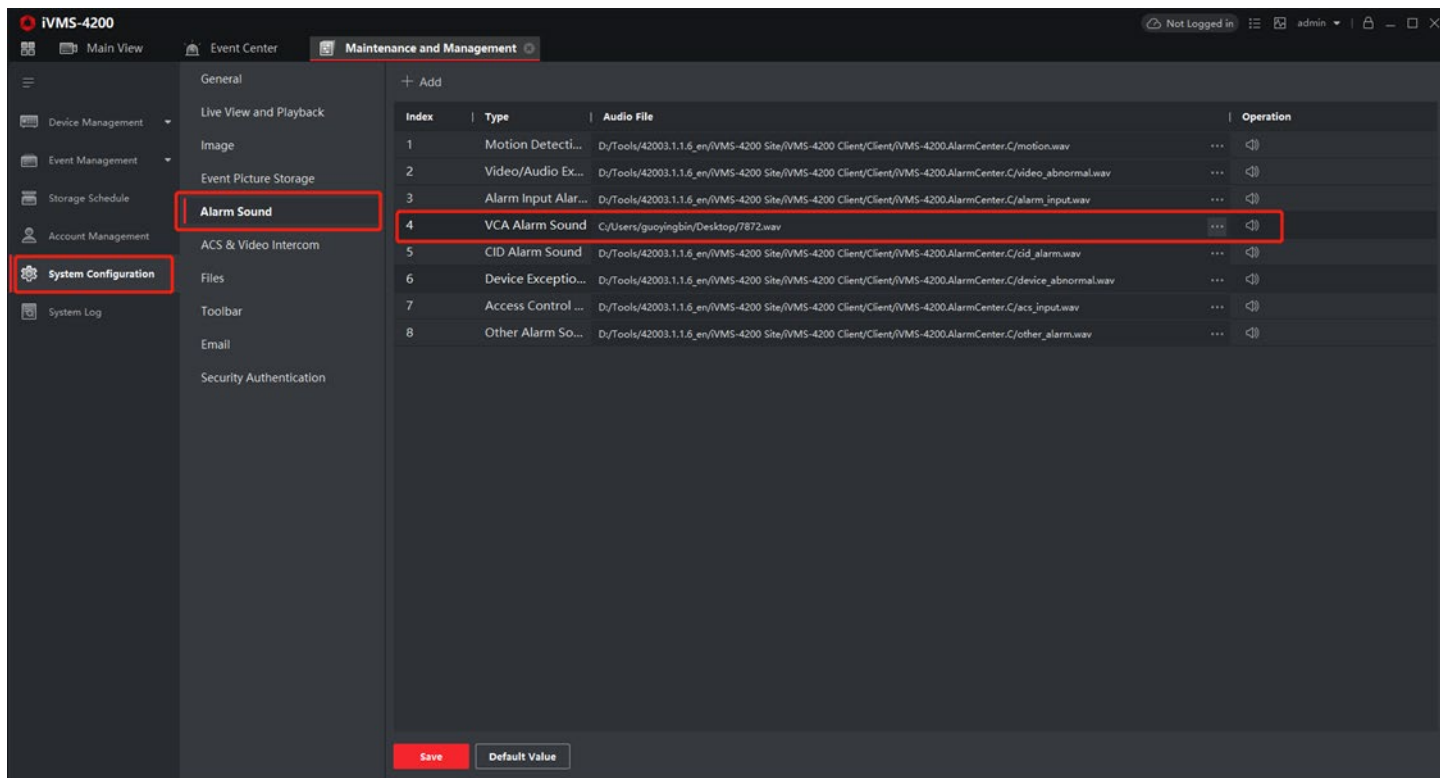 iVMS-4200
Not Logged in admin
Main View Event Center Maintenance and Management
Device Management
Event Management
Storage Schedule
Account Management
System Configuration
System Log
General
Live View and Playback
Image
Event Picture Storage
Alarm Sound
ACS & Video Intercom
Files
Toolbar
Email
Security Authentication
Add
Index Type Audio File Operation
1 Motion Detecti... D:/Tools/42003.1.1.6_en/iVMS-4200 Site/iVMS-4200 Client/Client/iVMS-4200.AlarmCenter.C/motion.wav ...
2 Video/Audio Ex... D:/Tools/42003.1.1.6_en/iVMS-4200 Site/iVMS-4200 Client/Client/iVMS-4200.AlarmCenter.C/video_abnormal.wav ...
3 Alarm Input Alar... D:/Tools/42003.1.1.6_en/iVMS-4200 Site/iVMS-4200 Client/Client/iVMS-4200.AlarmCenter.C/alarm_input.wav ...
4 VCA Alarm Sound C:/Users/guoyingbin/Desktop/7872.wav ...
5 CID Alarm Sound D:/Tools/42003.1.1.6_en/iVMS-4200 Site/iVMS-4200 Client/Client/iVMS-4200.AlarmCenter.C/cid_alarm.wav ...
6 Device Exceptio... D:/Tools/42003.1.1.6_en/iVMS-4200 Site/iVMS-4200 Client/Client/iVMS-4200.AlarmCenter.C/device_abnormal.wav ...
7 Access Control ... D:/Tools/42003.1.1.6_en/iVMS-4200 Site/iVMS-4200 Client/Client/iVMS-4200.AlarmCenter.C/acs_input.wav ...
8 Other Alarm So... D:/Tools/42003.1.1.6_en/iVMS-4200 Site/iVMS-4200 Client/Client/iVMS-4200.AlarmCenter.C/other_alarm.wav ...
Save Default Value